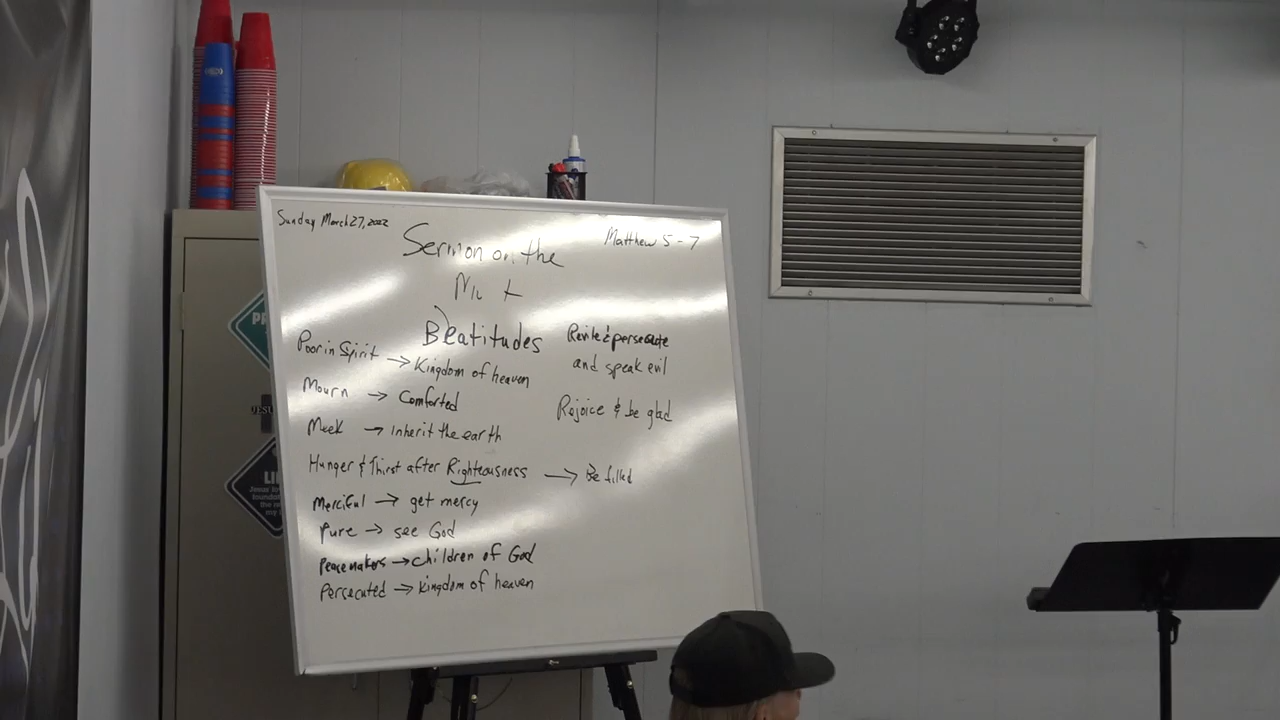 Sunday March 27, 2022
Sermon on the
Mt
Matthew 5-7
Beatitudes
Poor in Spirit → Kingdom of heaven
Mourn → Comforted
Meek → inherit the earth
Hunger & Thirst after Righteousness → Be filled
Merciful → get mercy
Pure → see God
Peacemakers → children of God
Persecuted → kingdom of heaven
Revile & persecute
and speak evil
Rejoice & be glad